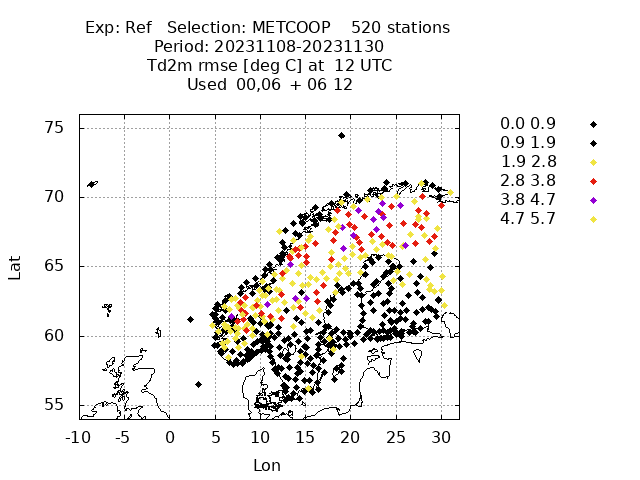 Exp: Ref   Selection: METCOOP    520 stations
Period: 20231108-20231130
Td2m rmse [deg C] at  12 UTC
Used  00,06  + 06 12
0.0 0.9
0.9 1.9
1.9 2.8
2.8 3.8
3.8 4.7
4.7 5.7
75
70
65
60
55
Lat
-10 -5 0 5 10 15 20 25 30
Lon